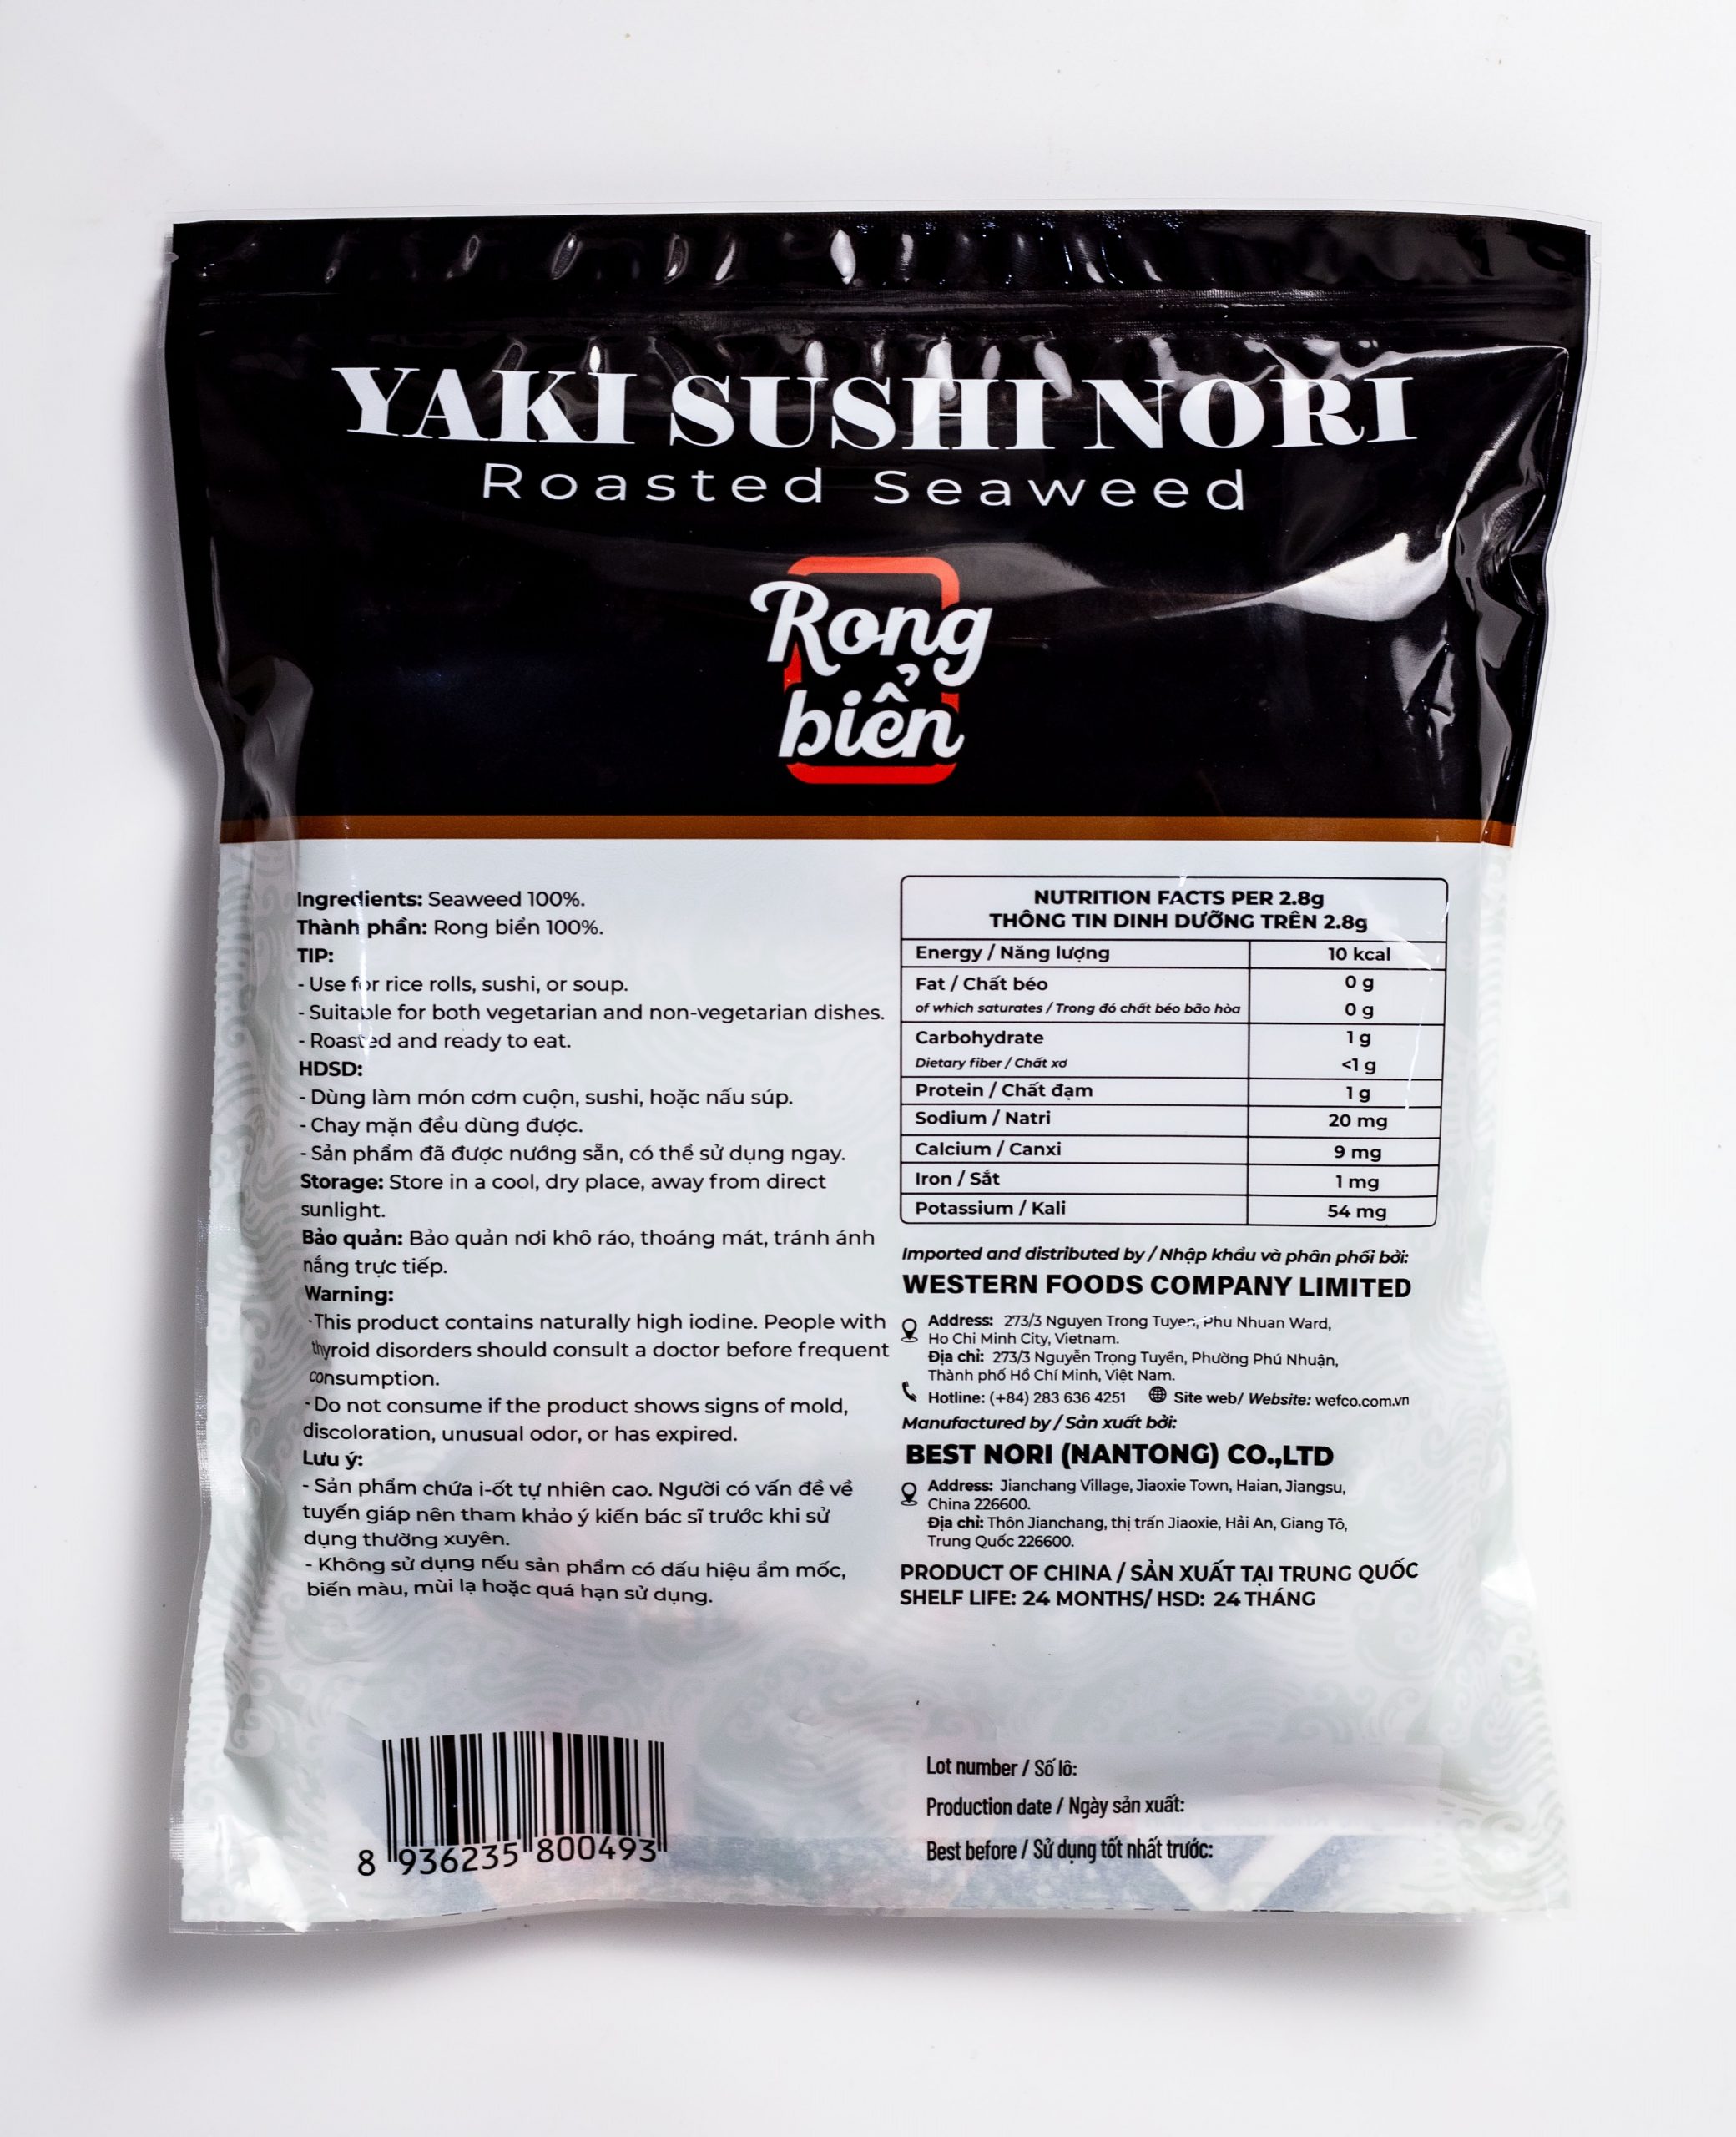 YAKI SUSHI NORI
Roasted Seaweed
Rong
biển
Ingredients: Seaweed 100%.
Thành phần: Rong biển 100%.
TIP:
- Use for rice rolls, sushi, or soup.
- Suitable for both vegetarian and non-vegetarian dishes.
- Roasted and ready to eat.
HDSD:
- Dùng làm món cơm cuộn, sushi, hoặc nấu súp.
- Chay mặn đều dùng được.
- Sản phẩm đã được nướng sẵn, có thể sử dụng ngay.
Storage: Store in a cool, dry place, away from direct
sunlight.
Bảo quản: Bảo quản nơi khô ráo, thoáng mát, tránh ánh
nắng trực tiếp.
Warning:
-This product contains naturally high iodine. People with
thyroid disorders should consult a doctor before frequent
consumption.
- Do not consume if the product shows signs of mold,
discoloration, unusual odor, or has expired.
Lưu ý:
- Sản phẩm chứa i-ốt tự nhiên cao. Người có vấn đề về
tuyến giáp nên tham khảo ý kiến bác sĩ trước khi sử
dụng thường xuyên.
- Không sử dụng nếu sản phẩm có dấu hiệu ẩm mốc,
biến màu, mùi lạ hoặc quá hạn sử dụng.
NUTRITION FACTS PER 2.8g
THÔNG TIN DINH DƯỠNG TRÊN 2.8g
Energy / Năng lượng 10 kcal
Fat / Chất béo 0 g
of which saturates / Trong đó chất béo bão hòa 0 g
Carbohydrate 1 g
Dietary fiber / Chất xơ <1 g
Protein / Chất đạm 1 g
Sodium / Natri 20 mg
Calcium / Canxi 9 mg
Iron / Sắt 1 mg
Potassium / Kali 54 mg
Imported and distributed by / Nhập khẩu và phân phối bởi:
WESTERN FOODS COMPANY LIMITED
Address: 273/3 Nguyen Trong Tuyen, Phu Nhuan Ward,
Ho Chi Minh City, Vietnam.
Địa chỉ: 273/3 Nguyễn Trọng Tuyển, Phường Phú Nhuận,
Thành phố Hồ Chí Minh, Việt Nam.
Hotline: (+84) 283 636 4251 Site web/ Website: wefco.com.vn
Manufactured by / Sản xuất bởi:
BEST NORI (NANTONG) CO.,LTD
Address: Jianchang Village, Jiaoxie Town, Haian, Jiangsu,
China 226600.
Địa chỉ: Thôn Jianchang, thị trấn Jiaoxie, Hải An, Giang Tô,
Trung Quốc 226600.
PRODUCT OF CHINA / SẢN XUẤT TẠI TRUNG QUỐC
SHELF LIFE: 24 MONTHS/ HSD: 24 THÁNG
8 936235 800493
Lot number / Số lô:
Production date / Ngày sản xuất:
Best before / Sử dụng tốt nhất trước: